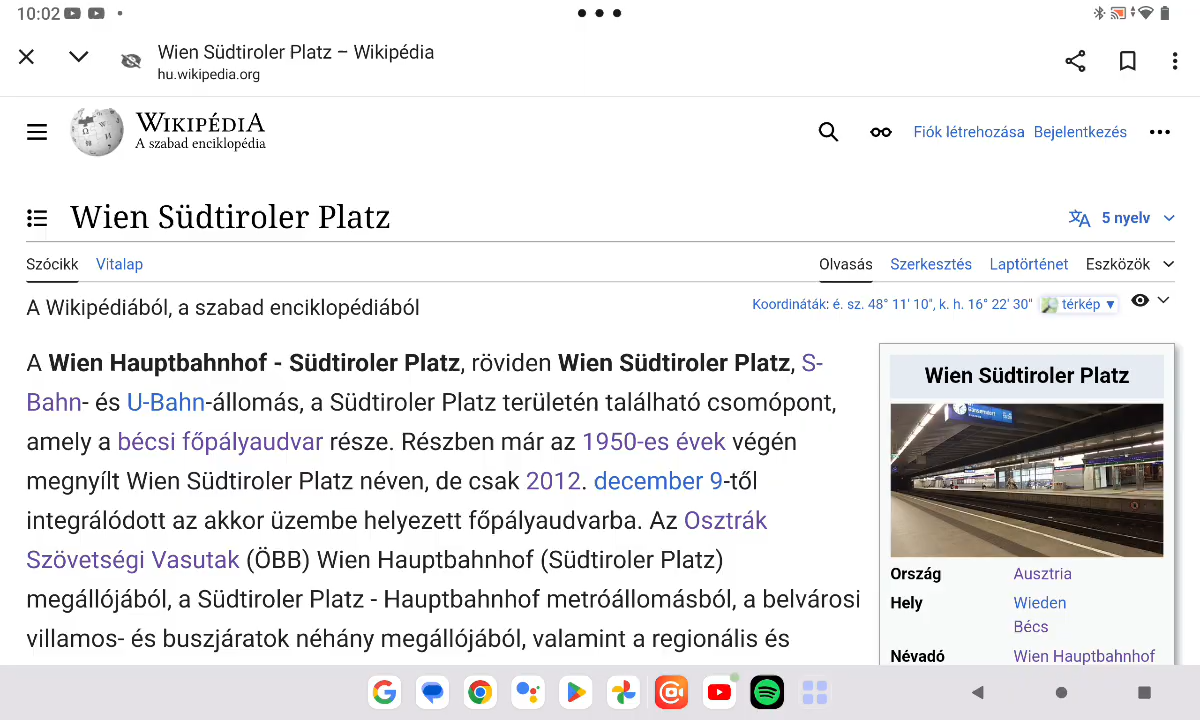 10:02
Wien Südtiroler Platz – Wikipédia
hu.wikipedia.org
WIKIPÉDIA
A szabad enciklopédia
Fiók létrehozása Bejelentkezés
Wien Südtiroler Platz
5 nyelv
Szócikk Vitalap
Olvasás Szerkesztés Laptörténet Eszközök
A Wikipédiából, a szabad enciklopédiából
Koordináták: é. sz. 48° 11′ 10″, k. h. 16° 22′ 30″ térkép ▼
A Wien Hauptbahnhof - Südtiroler Platz, röviden Wien Südtiroler Platz, S-
Bahn- és U-Bahn-állomás, a Südtiroler Platz területén található csomópont,
amely a bécsi főpályaudvar része. Részben már az 1950-es évek végén
megnyílt Wien Südtiroler Platz néven, de csak 2012. december 9-től
integrálódott az akkor üzembe helyezett főpályaudvarba. Az Osztrák
Szövetségi Vasutak (ÖBB) Wien Hauptbahnhof (Südtiroler Platz)
megállójából, a Südtiroler Platz - Hauptbahnhof metróállomásból, a belvárosi
villamos- és buszjáratok néhány megállójából, valamint a regionális és
Wien Südtiroler Platz
Gänserndorf
Ország Ausztria
Hely Wieden
Bécs
Névadó Wien Hauptbahnhof